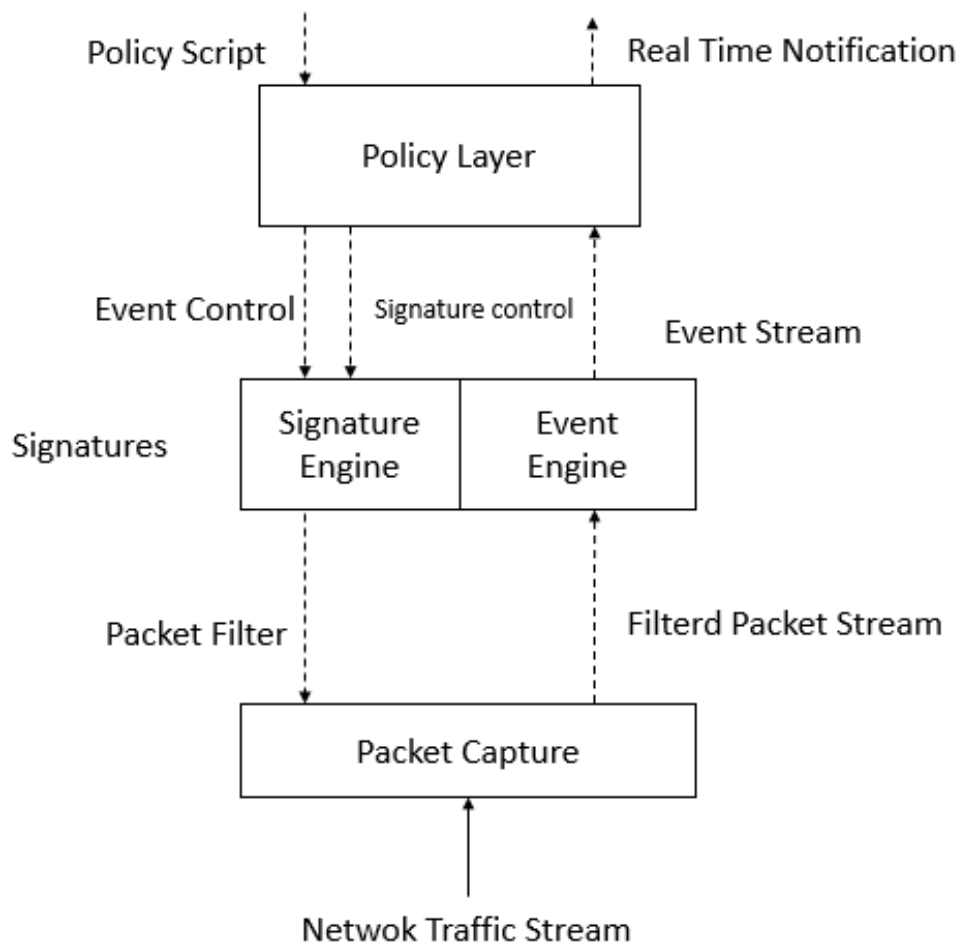 Policy Script
Real Time Notification
Policy Layer
Event Control
Signature control
Event Stream
Signatures
Signature
Engine
Event
Engine
Packet Filter
Filterd Packet Stream
Packet Capture
Netwok Traffic Stream